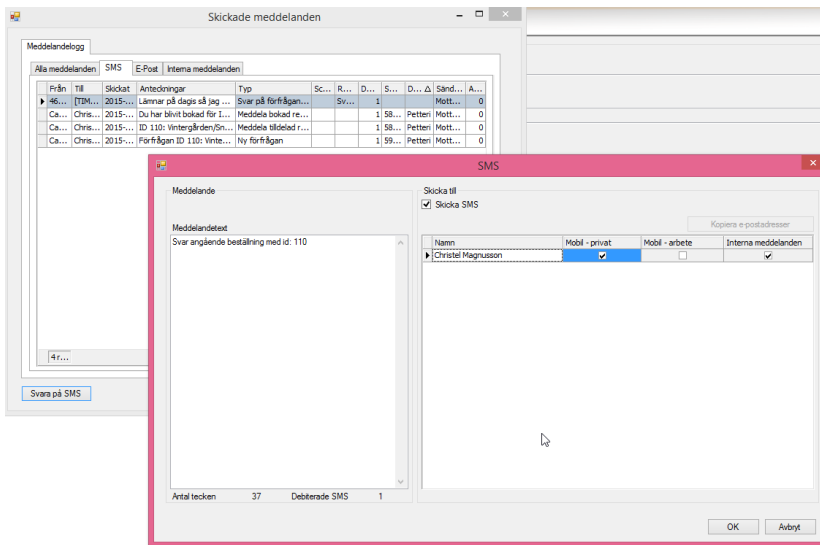 Skickade meddelanden
Meddelandelogg
Alla meddelanden SMS E-Post Interna meddelanden
Från Till Skickat Anteckningar Typ Sc... R... D... S... D... Sänd... A...
46... [TIM... 2015-... Lämnar på dagis så jag ... Svar på förfrågan... Sv... 1 Mott... 0
Ca... Chris... 2015-... Du har blivit bokad för I... Meddela bokad re... 1 58... Petteri Mott... 0
Ca... Chris... 2015-... ID 110: Vintergården/Sn... Meddela tilldelad r... 1 58... Petteri Mott... 0
Ca... Chris... 2015-... Förfrågan ID 110: Vinte... Ny förfrågan 1 59... Petteri Mott... 0
4 r...
Svara på SMS
SMS
Meddelande
Meddelandetext
Svar angående beställning med id: 110
Antal tecken 37 Debiterade SMS 1
Skicka till
Skicka SMS
Kopiera e-postadresser
Namn Mobil - privat Mobil - arbete Interna meddelanden
Christel Magnusson
OK Avbryt